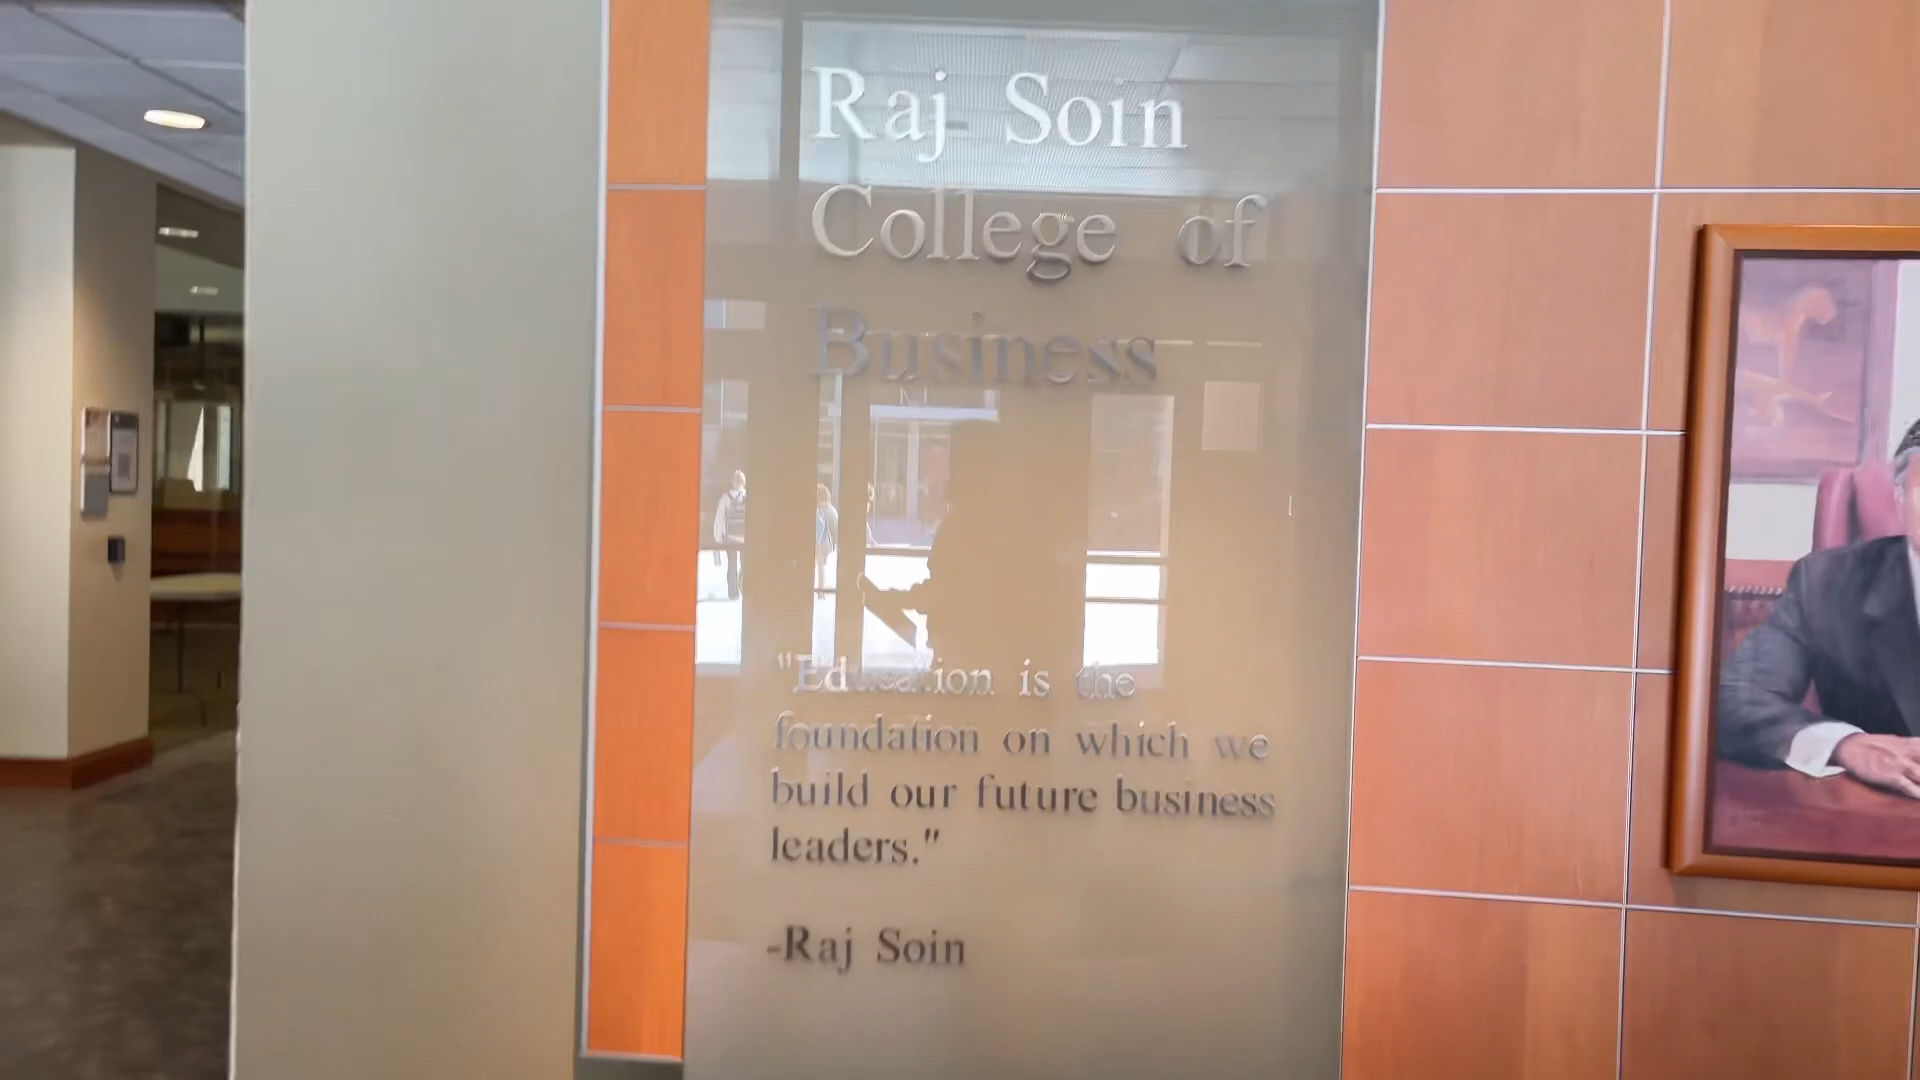 Raj Soin
College of
Business
"Education is the
foundation on which we
build our future business
leaders."
-Raj Soin